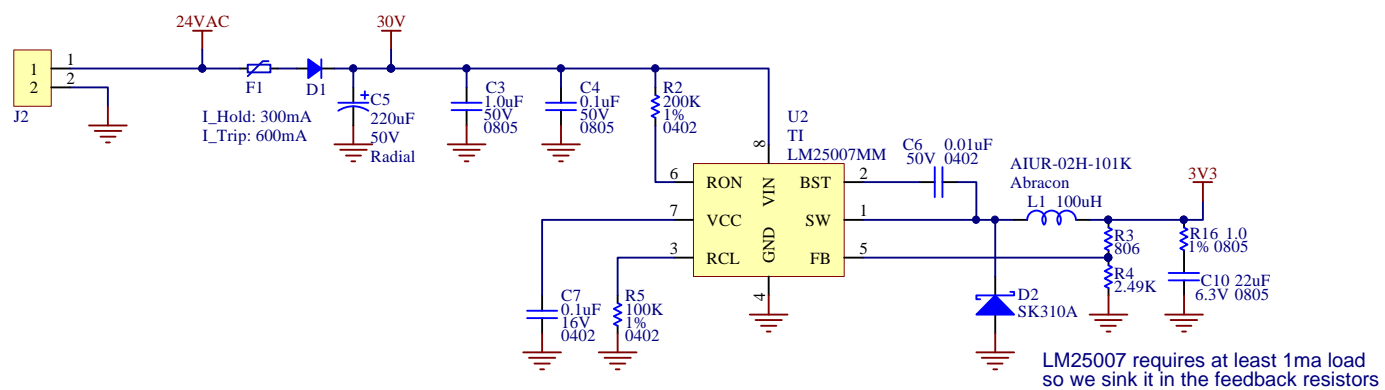 24VAC
30V
1
2
1
2
J2
F1
D1
I_Hold: 300mA
I_Trip: 600mA
+
C5
220uF
50V
Radial
C3
1.0uF
50V
0805
C4
0.1uF
50V
0805
R2
200K
1%
0402
U2
TI
LM25007MM
8
VIN
6
RON
7
VCC
3
RCL
GND
4
BST
2
SW
1
FB
5
C6
0.01uF
50V
0402
AIUR-02H-101K
Abracon
L1 100uH
3V3
R3
806
R4
2.49K
R16 1.0
1% 0805
C10 22uF
6.3V 0805
C7
0.1uF
16V
0402
R5
100K
1%
0402
D2
SK310A
LM25007 requires at least 1ma load
so we sink it in the feedback resistors